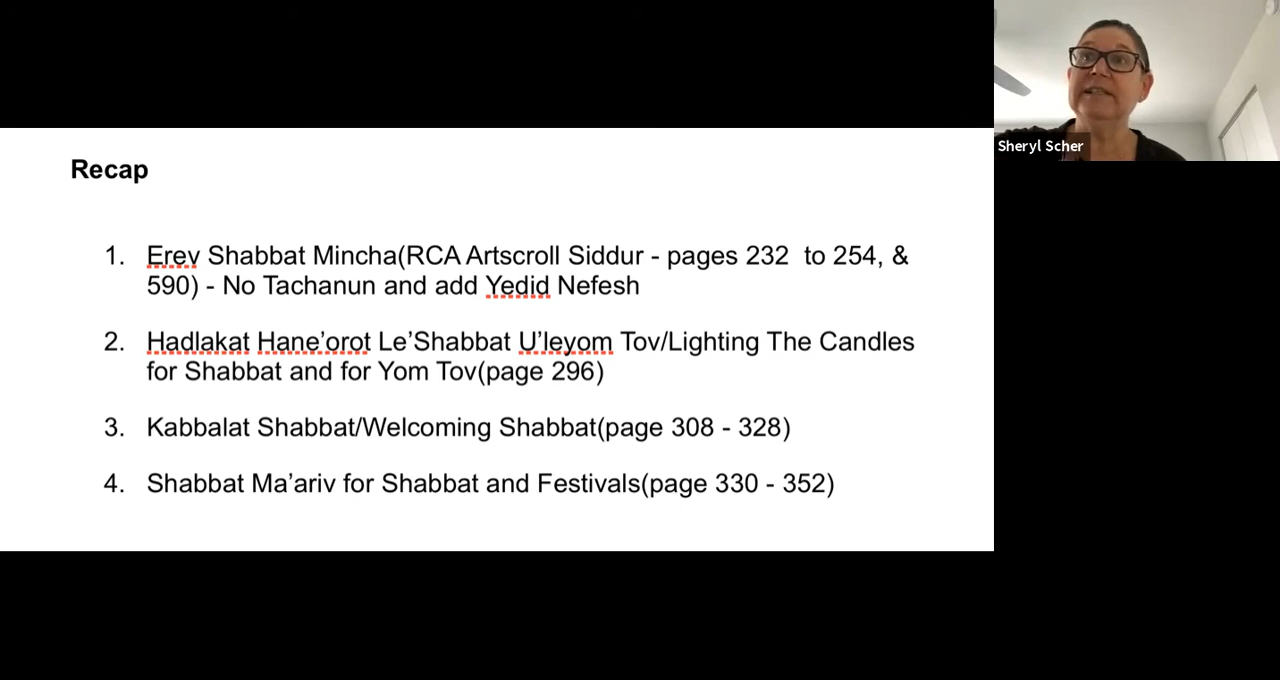 Recap
1. Erev Shabbat Mincha(RCA Artscroll Siddur - pages 232 to 254, &
590) - No Tachanun and add Yedid Nefesh
2. Hadlakat Hane’orot Le’Shabbat U’leyom Tov/Lighting The Candles
for Shabbat and for Yom Tov(page 296)
3. Kabbalat Shabbat/Welcoming Shabbat(page 308 - 328)
4. Shabbat Ma’ariv for Shabbat and Festivals(page 330 - 352)
Sheryl Scher